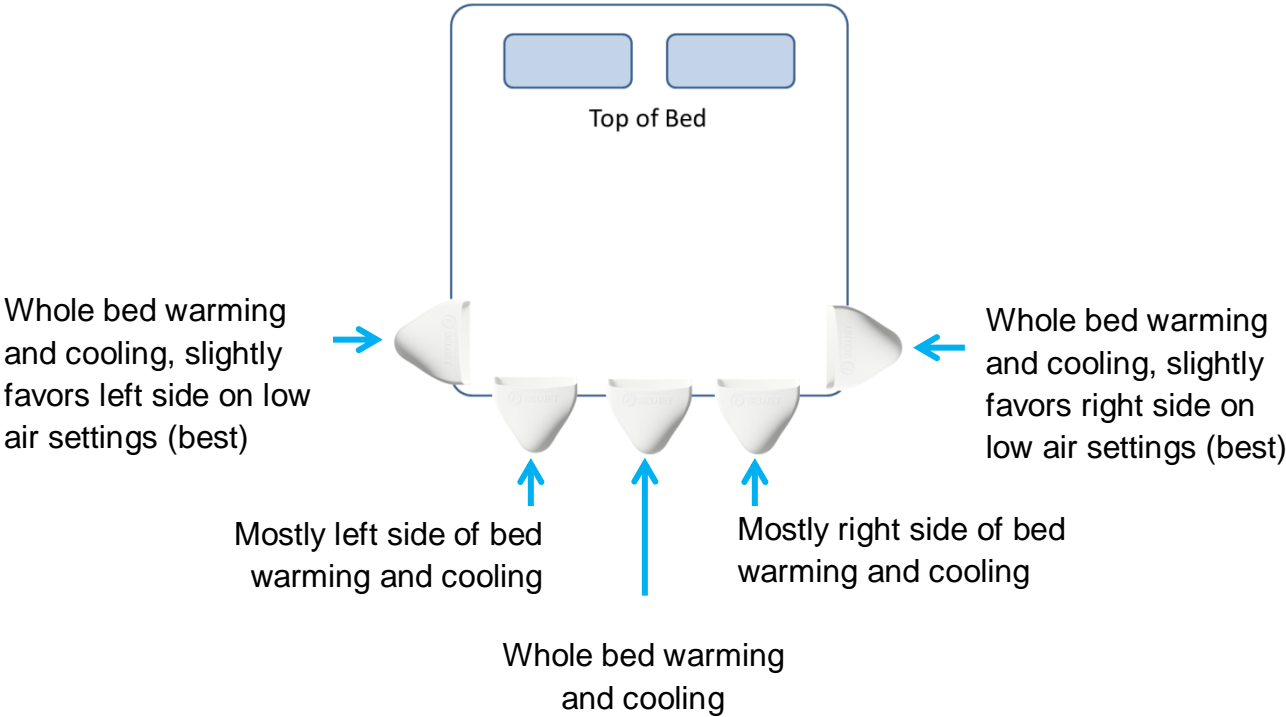 Top of Bed
Whole bed warming
and cooling, slightly
favors left side on low
air settings (best)
Whole bed warming
and cooling, slightly
favors right side on
low air settings (best)
Mostly left side of bed
warming and cooling
Mostly right side of bed
warming and cooling
Whole bed warming
and cooling